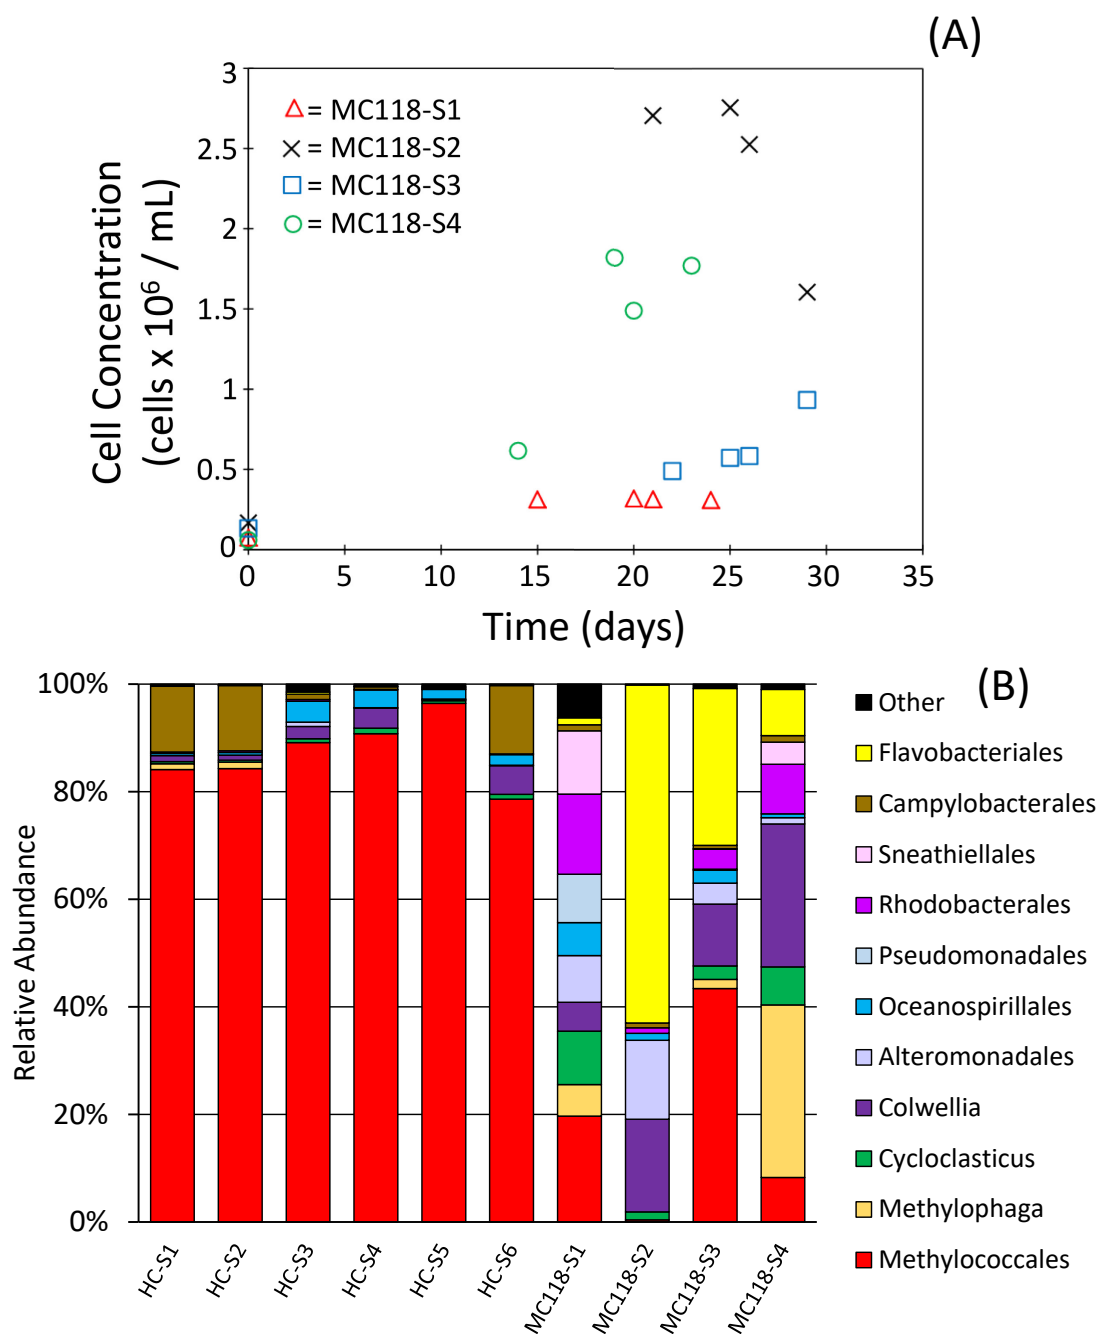 (A)
3
2.5
2
1.5
1
0.5
0
Cell Concentration
(cells x 10⁶ / mL)
= MC118-S1
= MC118-S2
= MC118-S3
= MC118-S4
0 5 10 15 20 25 30 35
Time (days)
(B)
100%
80%
60%
40%
20%
0%
Relative Abundance
HC-S1
HC-S2
HC-S3
HC-S4
HC-S5
HC-S6
MC118-S1
MC118-S2
MC118-S3
MC118-S4
Other
Flavobacteriales
Campylobacterales
Sneathiellales
Rhodobacterales
Pseudomonadales
Oceanospirillales
Alteromonadales
Colwellia
Cycloclasticus
Methylophaga
Methylococcales